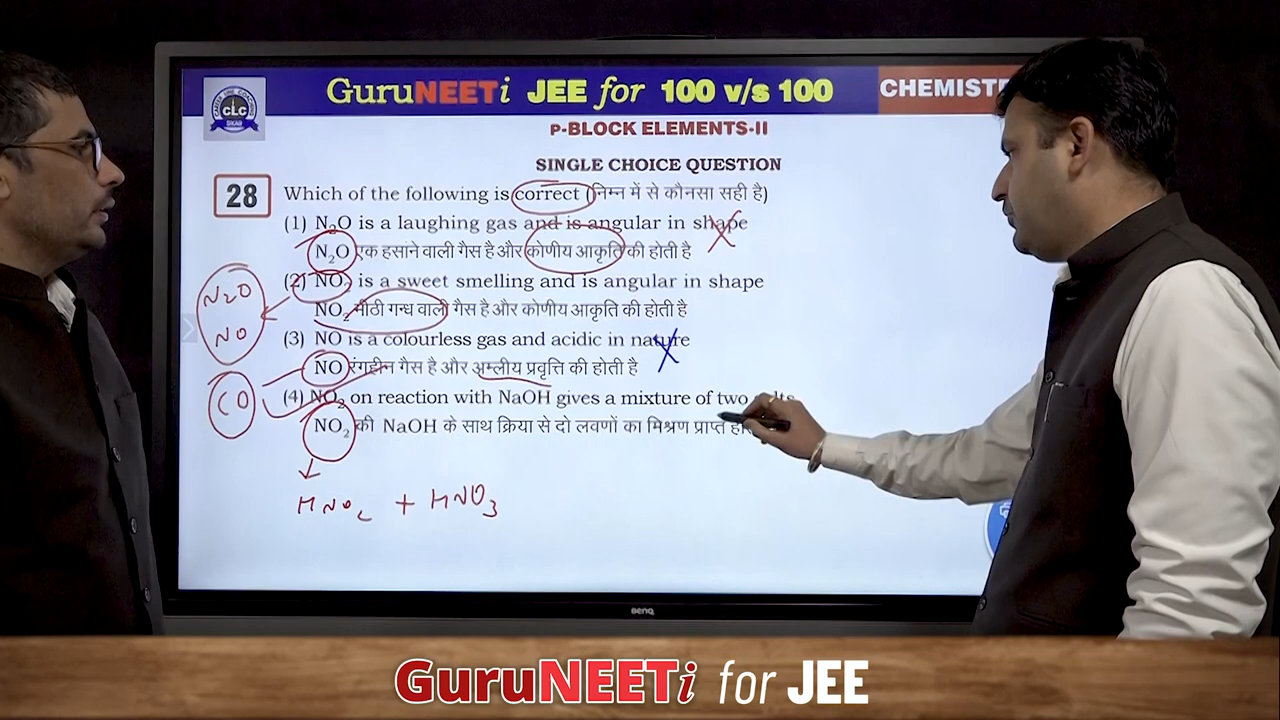 GuruNEETi JEE for 100 v/s 100
CLC
SIKAR
P-BLOCK ELEMENTS-II
SINGLE CHOICE QUESTION
28
Which of the following is correct (निम्न में से कौनसा सही है)
(1) N₂O is a laughing gas and is angular in shape
N₂O एक हसाने वाली गैस है और कोणीय आकृति की होती है
(2) NO₂ is a sweet smelling and is angular in shape
NO₂ मीठी गन्ध वाली गैस है और कोणीय आकृति की होती है
(3) NO is a colourless gas and acidic in nature
NO रंगहीन गैस है और अम्लीय प्रवृत्ति की होती है
(4) NO₂ on reaction with NaOH gives a mixture of two
NO₂ की NaOH के साथ क्रिया से दो लवणों का मिश्रण प्राप्त
N₂O
NO
CO
HNO₂ + HNO₃
BenQ
GuruNEETi for JEE